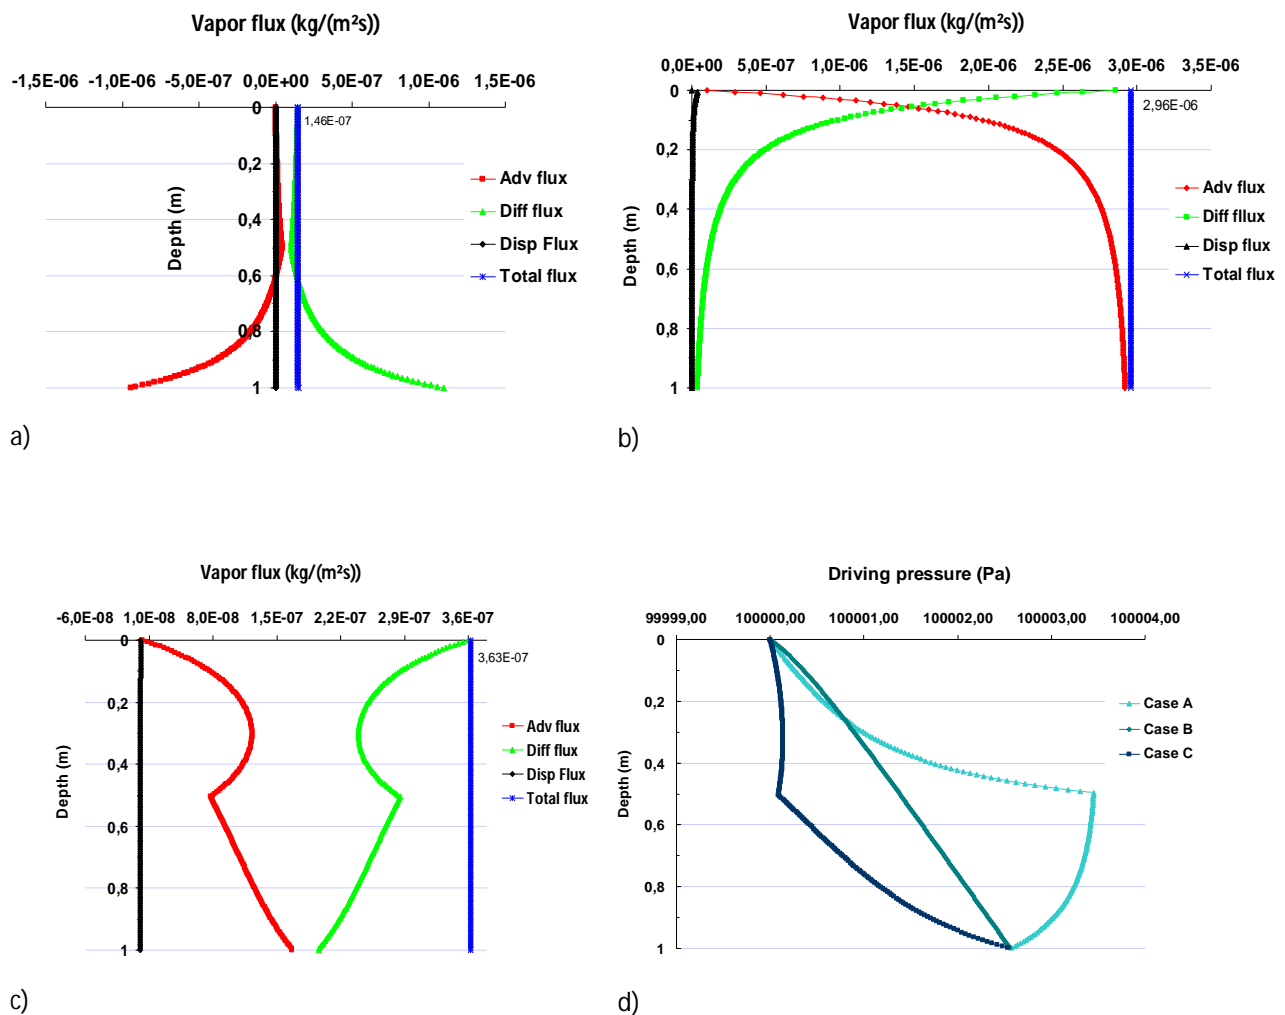 Vapor flux (kg/(m²s))
-1,5E-06 -1,0E-06 -5,0E-07 0,0E+00 5,0E-07 1,0E-06 1,5E-06
0
0,2
0,4
0,6
0,8
1
Depth (m)
1,46E-07
Adv flux
Diff flux
Disp Flux
Total flux
a)
Vapor flux (kg/(m²s))
0,0E+00 5,0E-07 1,0E-06 1,5E-06 2,0E-06 2,5E-06 3,0E-06 3,5E-06
0
0,2
0,4
0,6
0,8
1
Depth (m)
2,96E-06
Adv flux
Diff fllux
Disp flux
Total flux
b)
Vapor flux (kg/(m²s))
-6,0E-08 1,0E-08 8,0E-08 1,5E-07 2,2E-07 2,9E-07 3,6E-07
0
0,2
0,4
0,6
0,8
1
Depth (m)
3,63E-07
Adv flux
Diff flux
Disp Flux
Total flux
c)
Driving pressure (Pa)
99999,00 100000,00 100001,00 100002,00 100003,00 100004,00
0
0,2
0,4
0,6
0,8
1
Depth (m)
Case A
Case B
Case C
d)